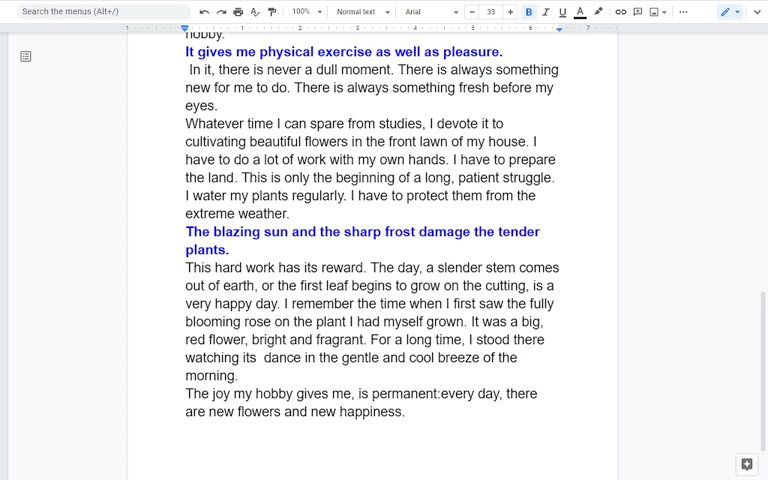 Search the menus (Alt+/)
100%
Normal text
Arial
33
B I U A
1 1 2 3 4 5 6 7
hobby.
It gives me physical exercise as well as pleasure.
In it, there is never a dull moment. There is always something
new for me to do. There is always something fresh before my
eyes.
Whatever time I can spare from studies, I devote it to
cultivating beautiful flowers in the front lawn of my house. I
have to do a lot of work with my own hands. I have to prepare
the land. This is only the beginning of a long, patient struggle.
I water my plants regularly. I have to protect them from the
extreme weather.
The blazing sun and the sharp frost damage the tender
plants.
This hard work has its reward. The day, a slender stem comes
out of earth, or the first leaf begins to grow on the cutting, is a
very happy day. I remember the time when I first saw the fully
blooming rose on the plant I had myself grown. It was a big,
red flower, bright and fragrant. For a long time, I stood there
watching its  dance in the gentle and cool breeze of the
morning.
The joy my hobby gives me, is permanent:every day, there
are new flowers and new happiness.